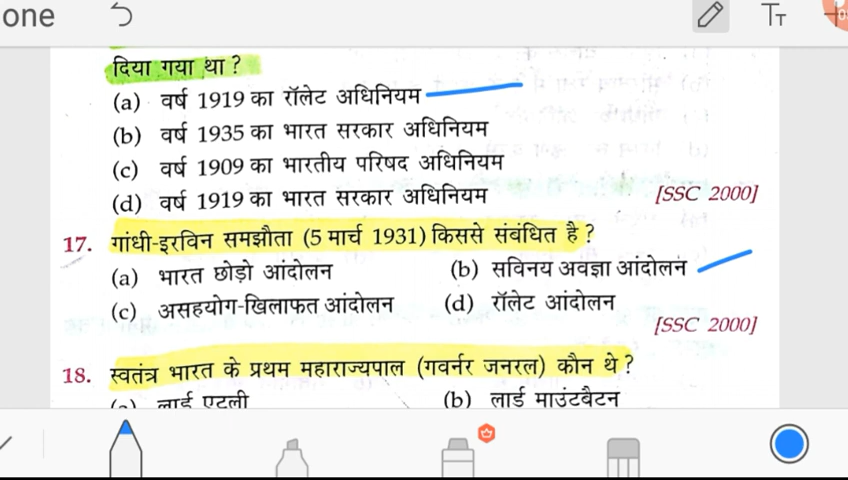 one
दिया गया था ?
(a) वर्ष 1919 का रॉलेट अधिनियम
(b) वर्ष 1935 का भारत सरकार अधिनियम
(c) वर्ष 1909 का भारतीय परिषद अधिनियम
(d) वर्ष 1919 का भारत सरकार अधिनियम [SSC 2000]
17. गांधी-इरविन समझौता (5 मार्च 1931) किससे संबंधित है ?
(a) भारत छोड़ो आंदोलन (b) सविनय अवज्ञा आंदोलन
(c) असहयोग-खिलाफत आंदोलन (d) रॉलेट आंदोलन
[SSC 2000]
18. स्वतंत्र भारत के प्रथम महाराज्यपाल (गवर्नर जनरल) कौन थे ?
(a) लार्ड एटली (b) लार्ड माउंटबैटन